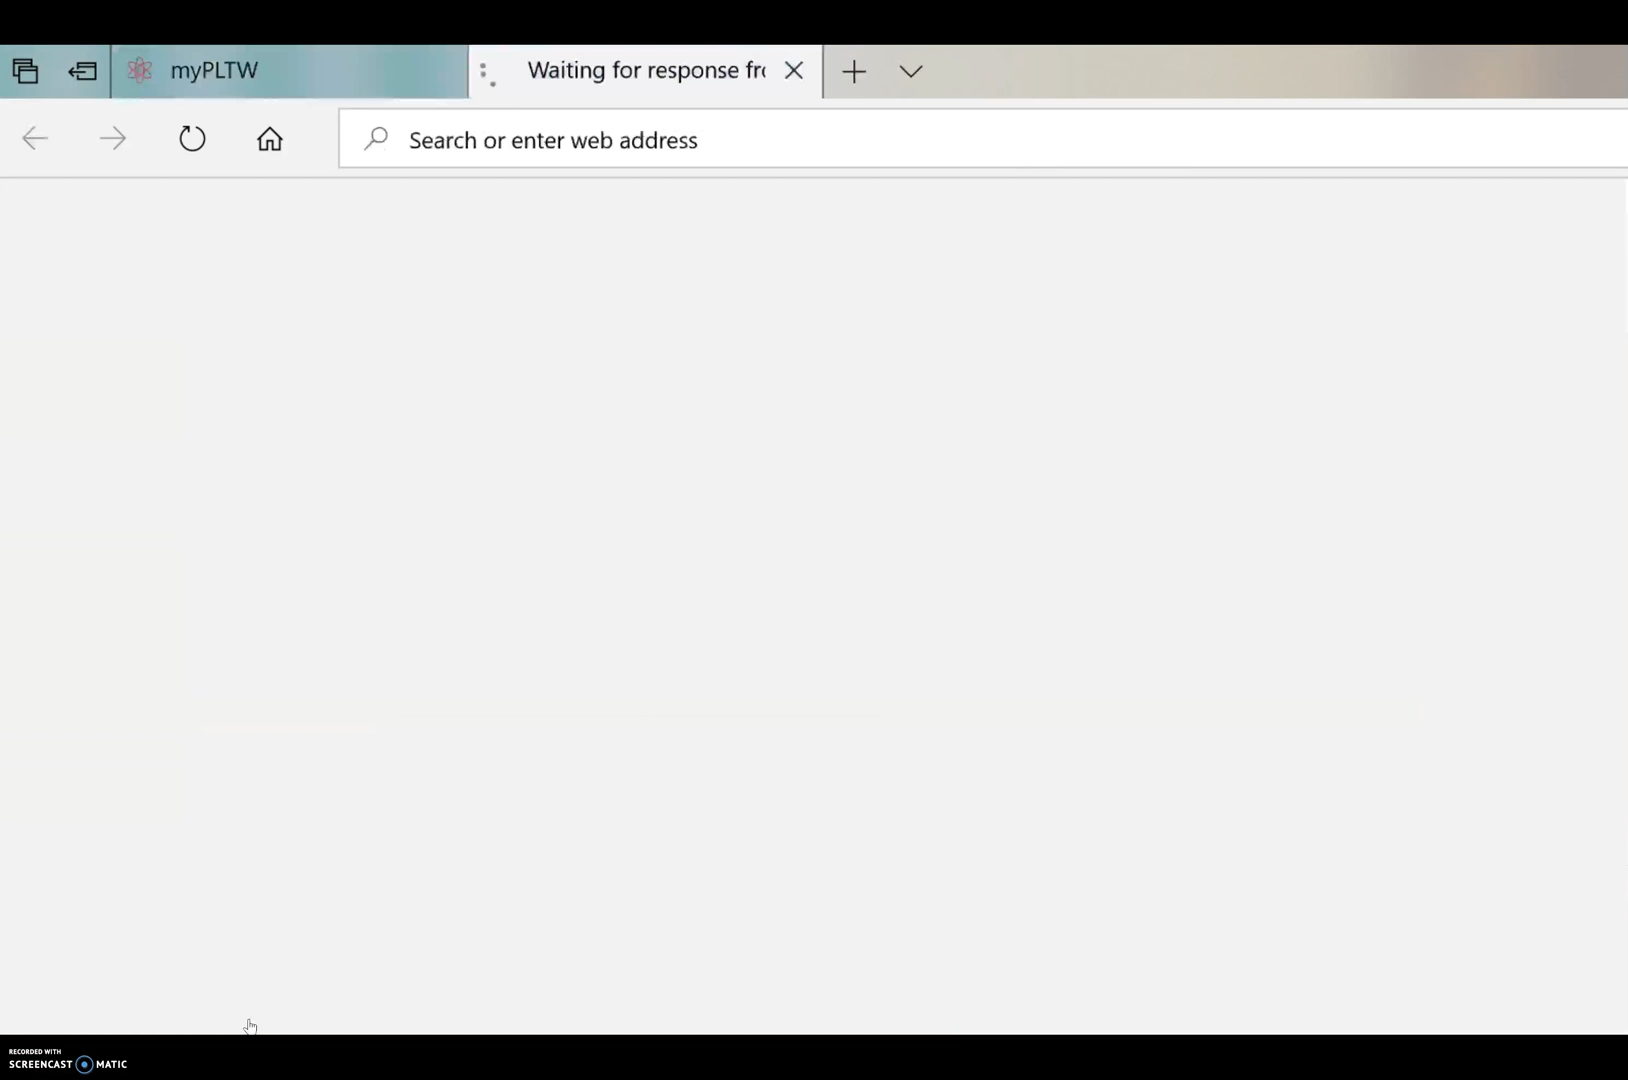 myPLTW
Waiting for response fr
Search or enter web address
RECORDED WITH
SCREENCAST MATIC